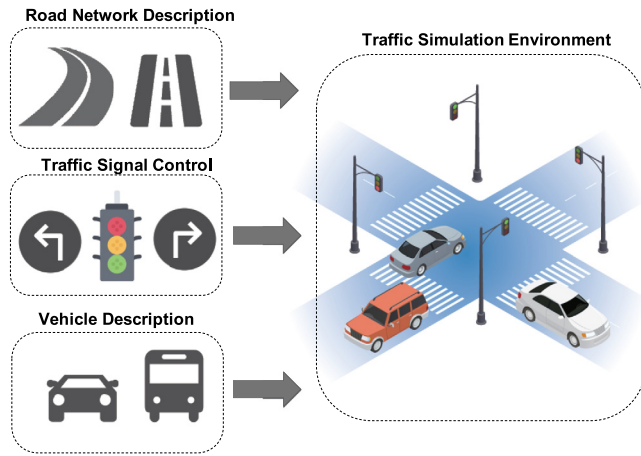 Road Network Description
Traffic Simulation Environment
Traffic Signal Control
Vehicle Description